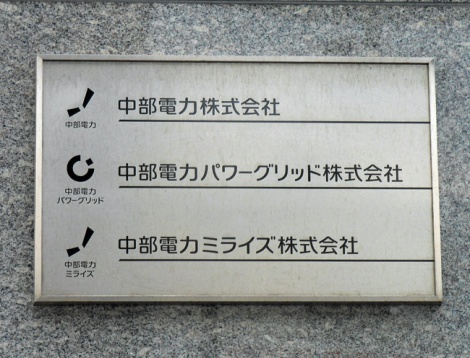 中部電力
中部電力株式会社
中部電力
パワーグリッド
中部電力パワーグリッド株式会社
中部電力
ミライズ
中部電力ミライズ株式会社